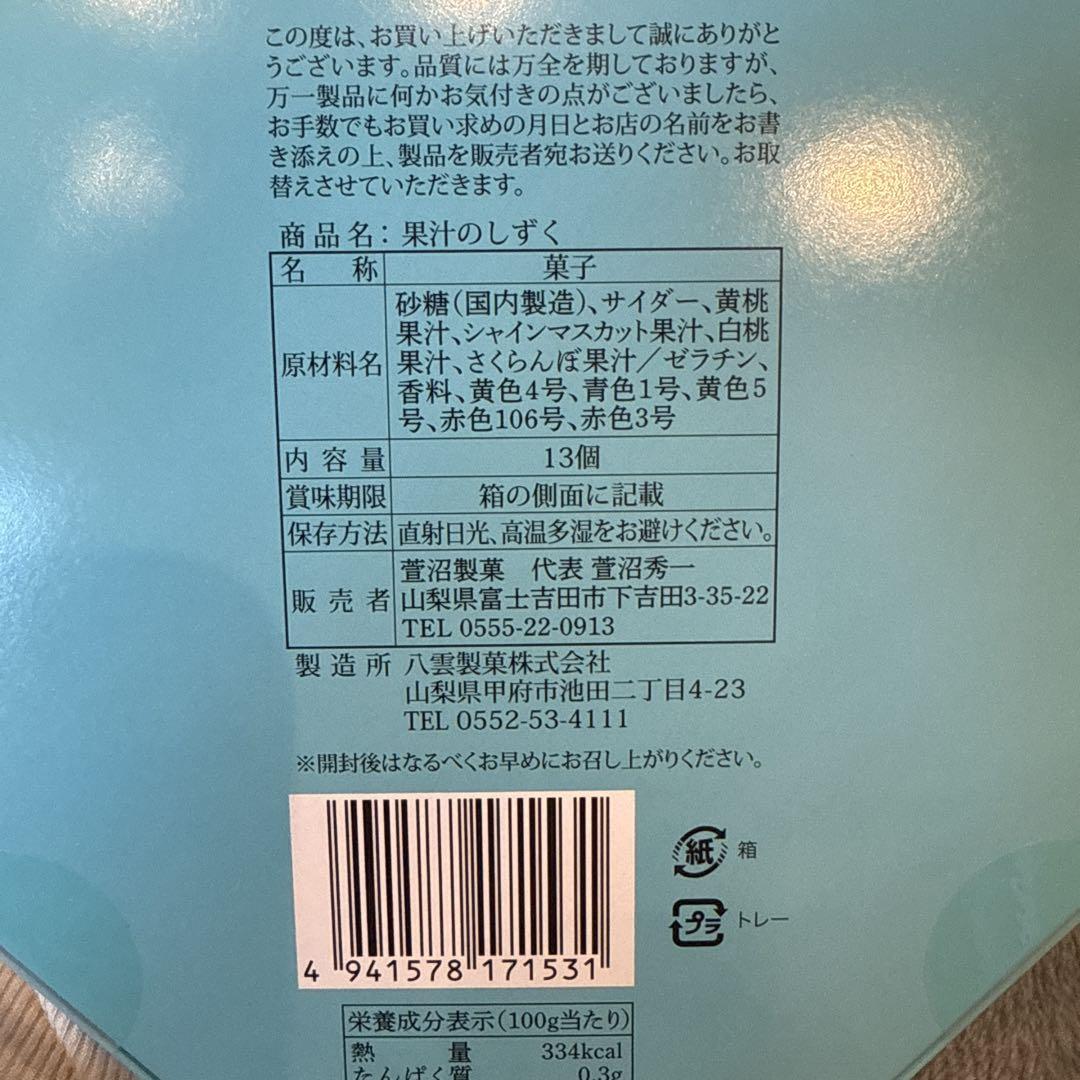 この度は、お買い上げいただきまして誠にありがと
うございます。品質には万全を期しておりますが、
万一製品に何かお気付きの点がございましたら、
お手数でもお買い求めの月日とお店の名前をお書
き添えの上、製品を販売者宛お送りください。お取
替えさせていただきます。
商品名：果汁のしずく
名称 菓子
原材料名 砂糖(国内製造)、サイダー、黄桃
果汁、シャインマスカット果汁、白桃
果汁、さくらんぼ果汁／ゼラチン、
香料、黄色4号、青色1号、黄色5
号、赤色106号、赤色3号
内容量 13個
賞味期限 箱の側面に記載
保存方法 直射日光、高温多湿をお避けください。
販売者 萱沼製菓 代表 萱沼秀一
山梨県富士吉田市下吉田3-35-22
TEL 0555-22-0913
製造所 八雲製菓株式会社
山梨県甲府市池田二丁目4-23
TEL 0552-53-4111
※開封後はなるべくお早めにお召し上がりください。
紙 箱
プラ トレー
4 941578 171531
栄養成分表示(100g当たり)
熱量 334kcal
たんぱく質 0.3g